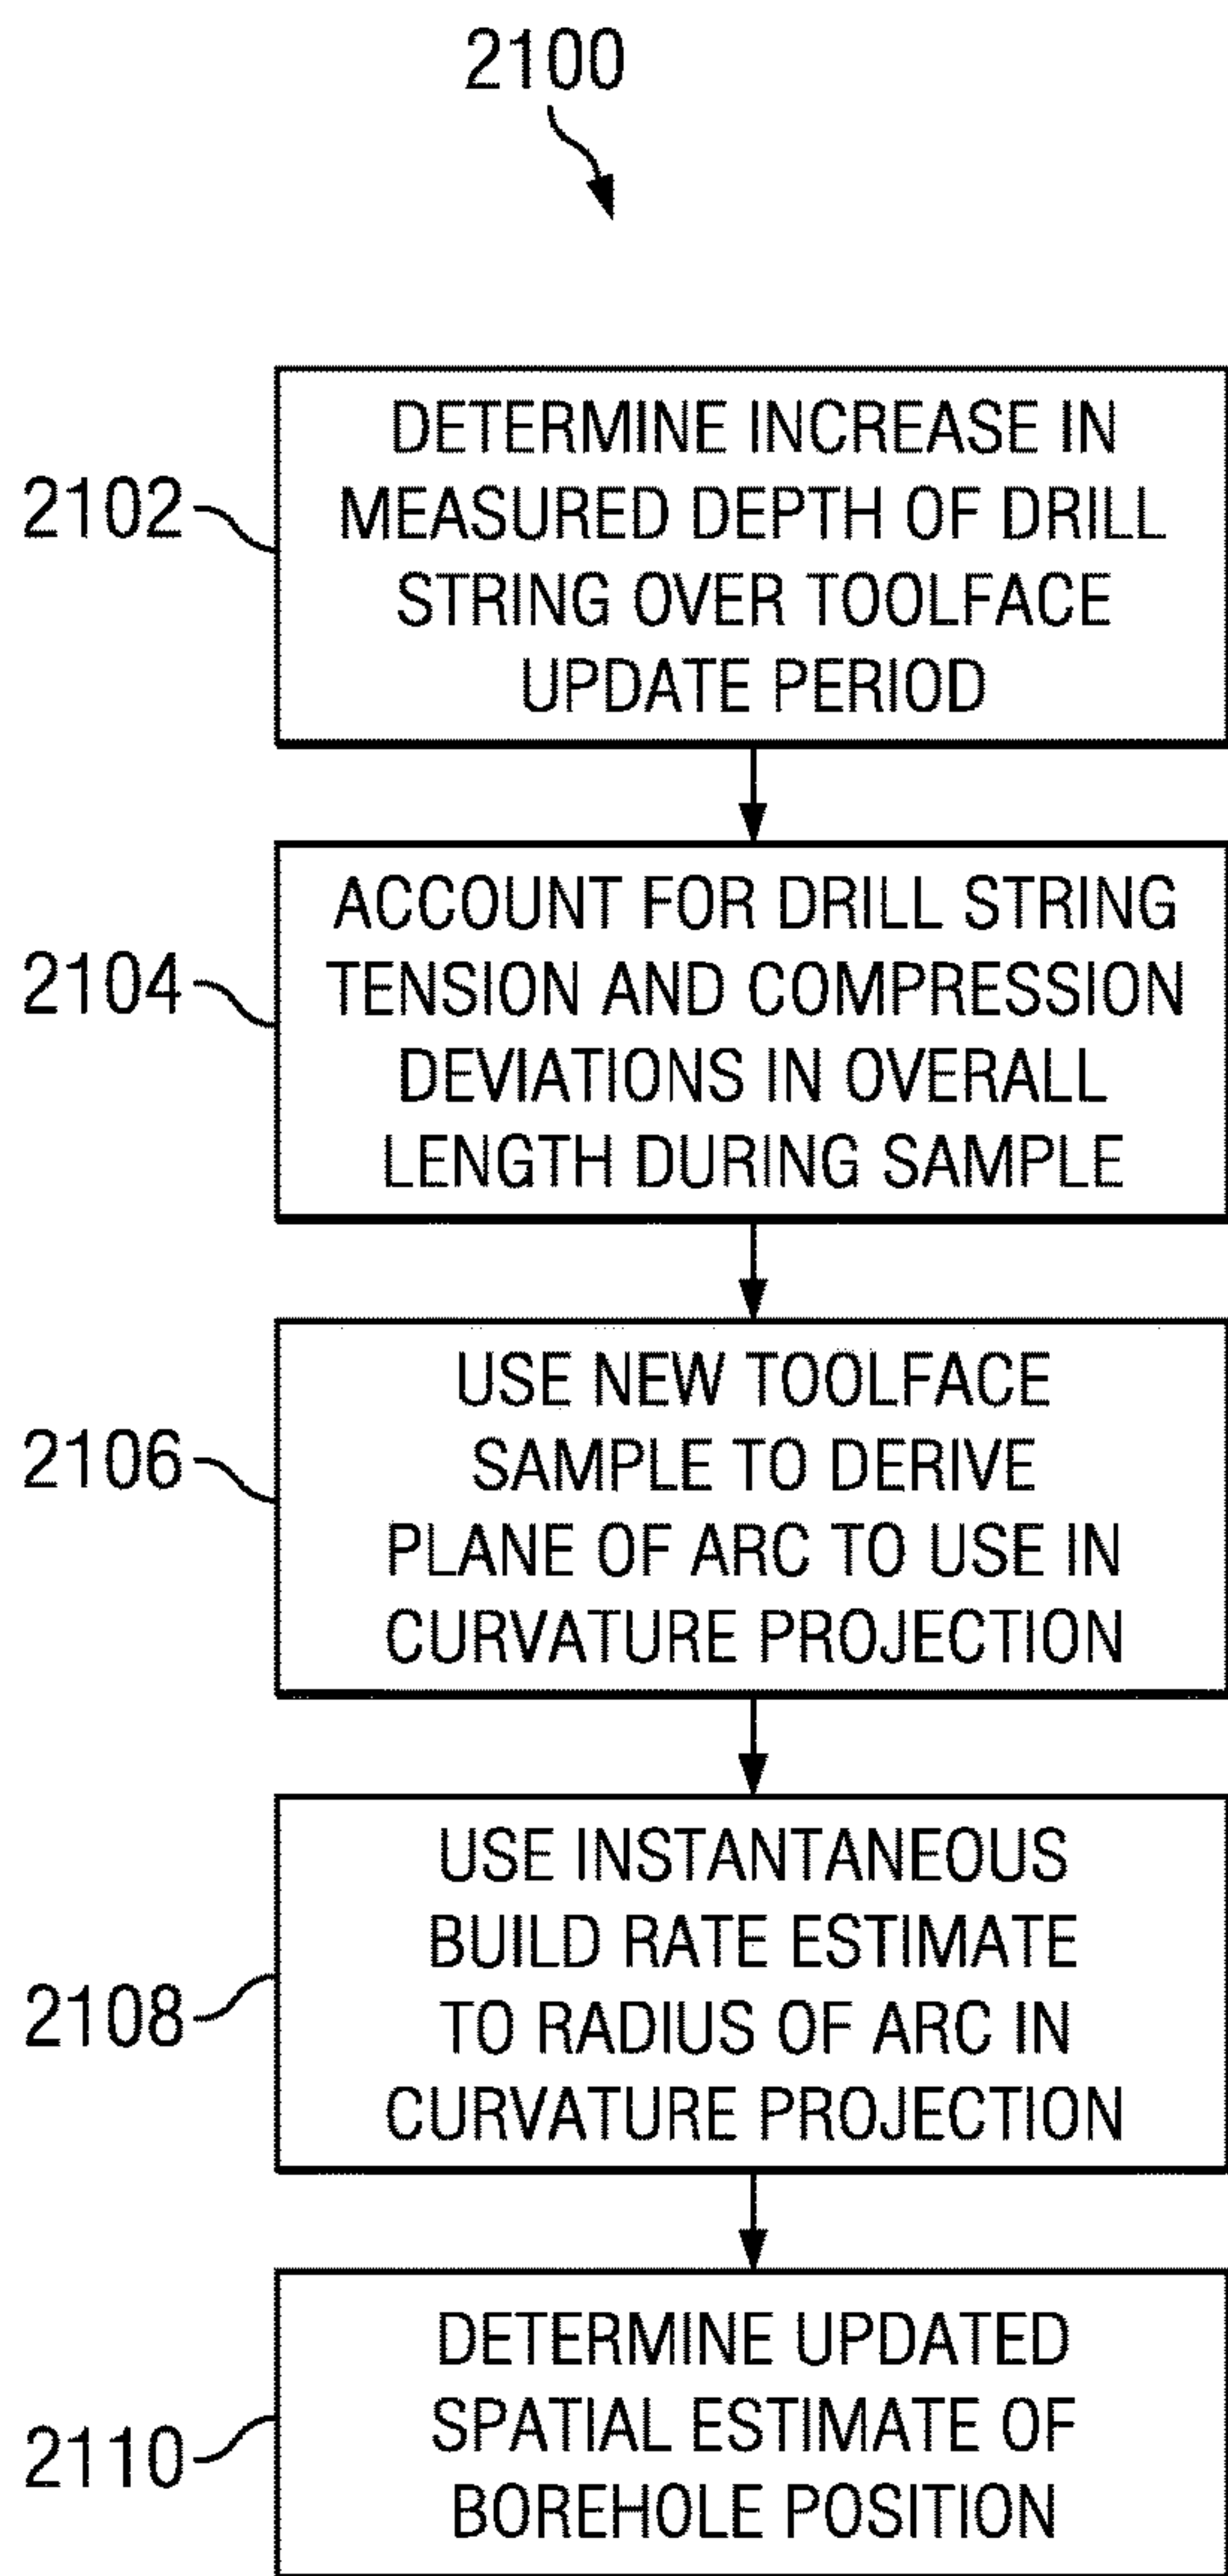 2100
2102
DETERMINE INCREASE IN
MEASURED DEPTH OF DRILL
STRING OVER TOOLFACE
UPDATE PERIOD
2104
ACCOUNT FOR DRILL STRING
TENSION AND COMPRESSION
DEVIATIONS IN OVERALL
LENGTH DURING SAMPLE
2106
USE NEW TOOLFACE
SAMPLE TO DERIVE
PLANE OF ARC TO USE IN
CURVATURE PROJECTION
2108
USE INSTANTANEOUS
BUILD RATE ESTIMATE
TO RADIUS OF ARC IN
CURVATURE PROJECTION
2110
DETERMINE UPDATED
SPATIAL ESTIMATE OF
BOREHOLE POSITION